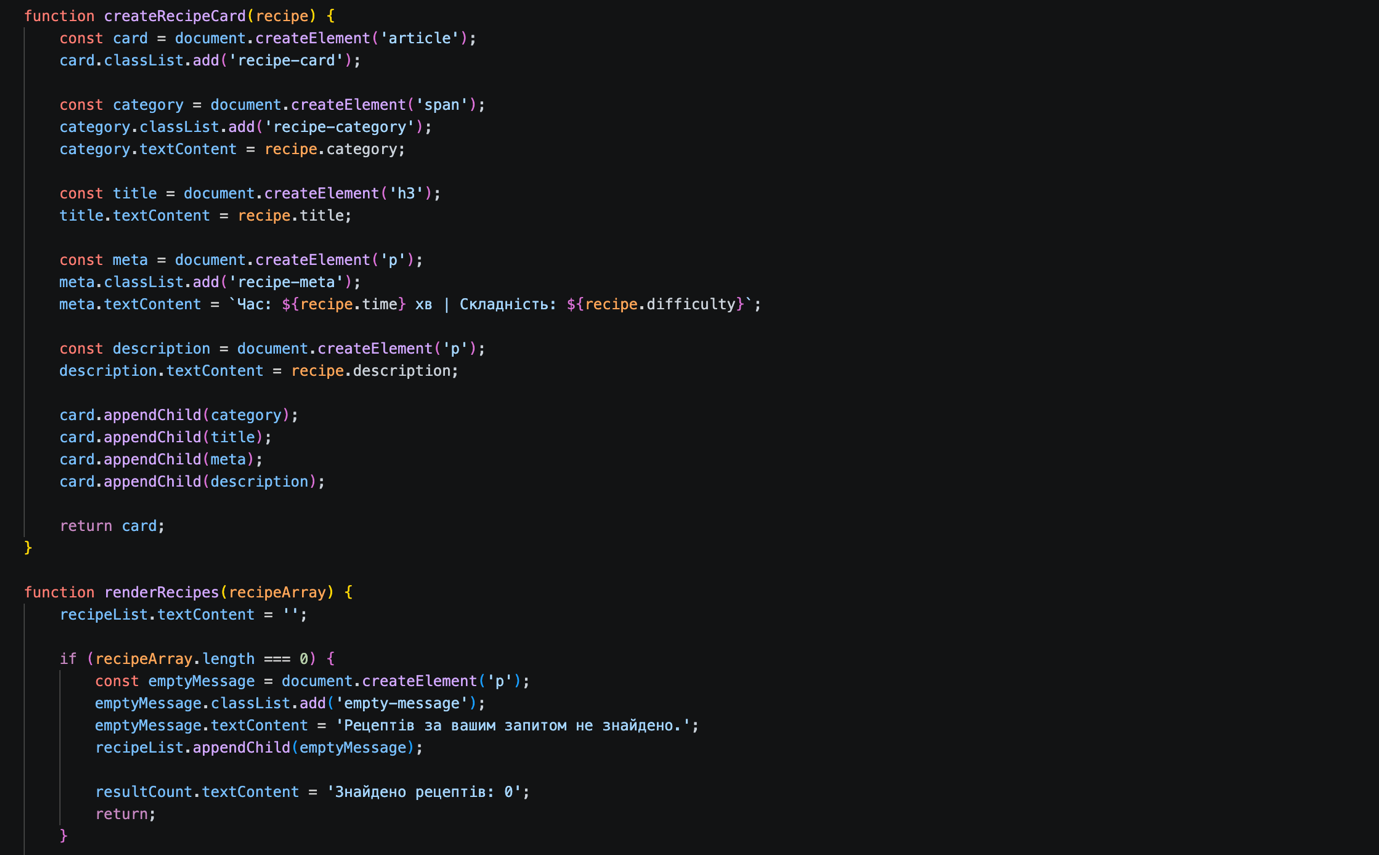 function createRecipeCard(recipe) {
    const card = document.createElement('article');
    card.classList.add('recipe-card');

    const category = document.createElement('span');
    category.classList.add('recipe-category');
    category.textContent = recipe.category;

    const title = document.createElement('h3');
    title.textContent = recipe.title;

    const meta = document.createElement('p');
    meta.classList.add('recipe-meta');
    meta.textContent = `Час: ${recipe.time} хв | Складність: ${recipe.difficulty}`;

    const description = document.createElement('p');
    description.textContent = recipe.description;

    card.appendChild(category);
    card.appendChild(title);
    card.appendChild(meta);
    card.appendChild(description);

    return card;
}

function renderRecipes(recipeArray) {
    recipeList.textContent = '';

    if (recipeArray.length === 0) {
        const emptyMessage = document.createElement('p');
        emptyMessage.classList.add('empty-message');
        emptyMessage.textContent = 'Рецептів за вашим запитом не знайдено.';
        recipeList.appendChild(emptyMessage);

        resultCount.textContent = 'Знайдено рецептів: 0';
        return;
    }